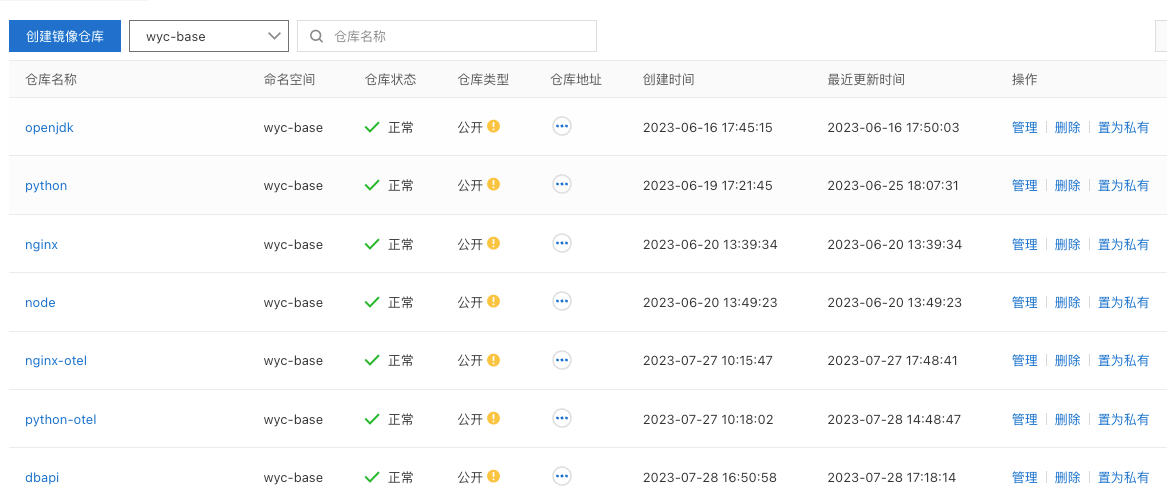 创建镜像仓库 wyc-base 仓库名称
仓库名称 命名空间 仓库状态 仓库类型 仓库地址 创建时间 最近更新时间 操作
openjdk wyc-base 正常 公开 2023-06-16 17:45:15 2023-06-16 17:50:03 管理 删除 置为私有
python wyc-base 正常 公开 2023-06-19 17:21:45 2023-06-25 18:07:31 管理 删除 置为私有
nginx wyc-base 正常 公开 2023-06-20 13:39:34 2023-06-20 13:39:34 管理 删除 置为私有
node wyc-base 正常 公开 2023-06-20 13:49:23 2023-06-20 13:49:23 管理 删除 置为私有
nginx-otel wyc-base 正常 公开 2023-07-27 10:15:47 2023-07-27 17:48:41 管理 删除 置为私有
python-otel wyc-base 正常 公开 2023-07-27 10:18:02 2023-07-28 14:48:47 管理 删除 置为私有
dbapi wyc-base 正常 公开 2023-07-28 16:50:58 2023-07-28 17:18:14 管理 删除 置为私有